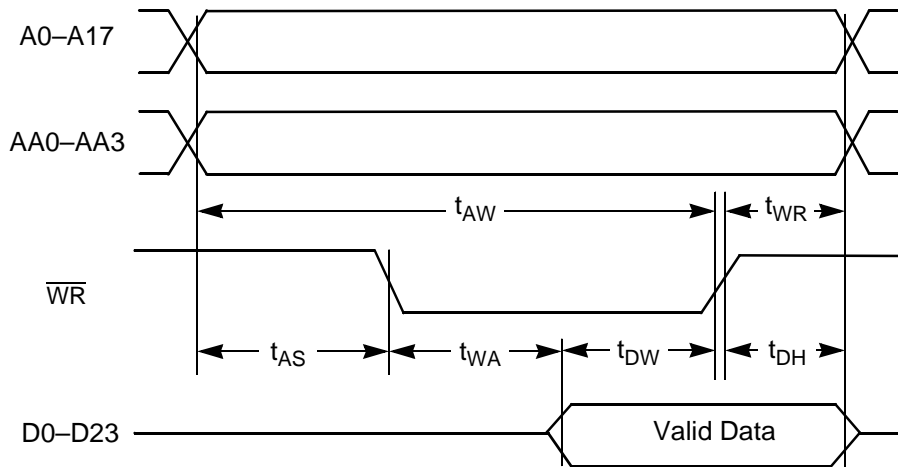 A0–A17
AA0–AA3
tAW
tWR
WR
tAS
tWA
tDW
tDH
D0–D23
Valid Data